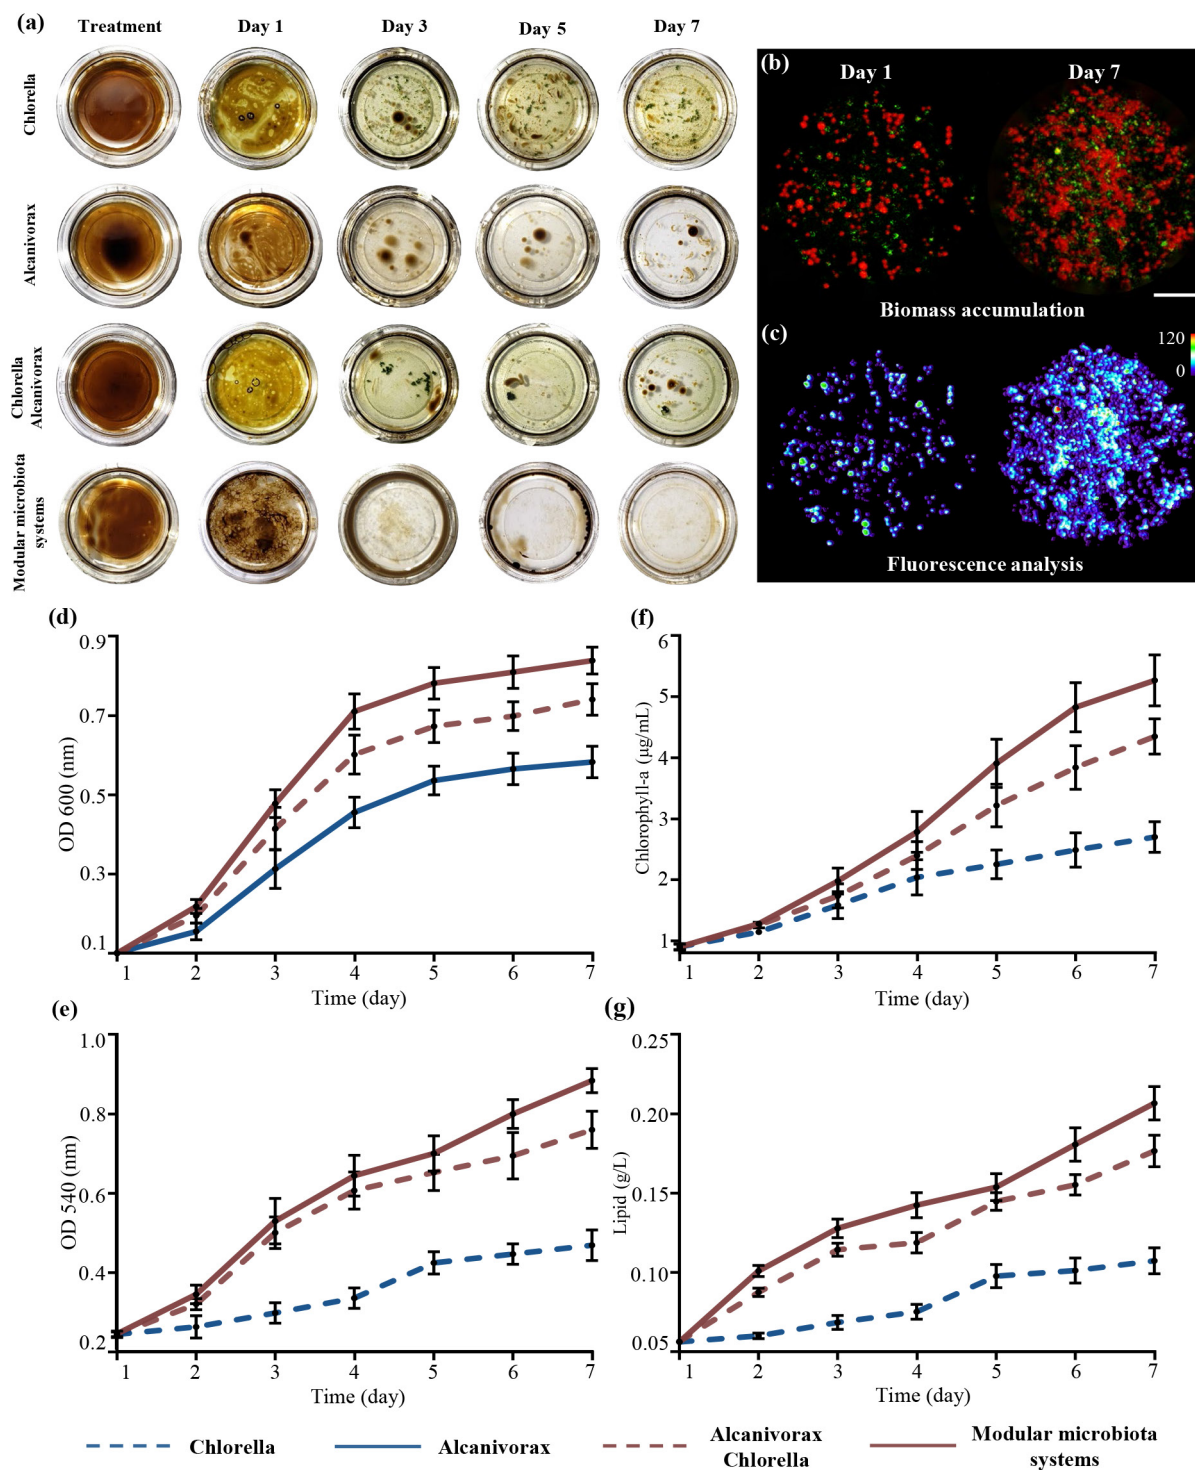 (a)
Treatment Day 1 Day 3 Day 5 Day 7
Chlorella
Alcanivorax
Chlorella
Alcanivorax
Modular microbiota
systems
(b)
Day 1 Day 7
Biomass accumulation
(c)
120
0
Fluorescence analysis
(d)
0.9
0.7
0.5
0.3
0.1
OD 600 (nm)
1 2 3 4 5 6 7
Time (day)
(f)
6
5
4
3
2
1
Chlorophyll-a (μg/mL)
1 2 3 4 5 6 7
Time (day)
(e)
1.0
0.8
0.6
0.4
0.2
OD 540 (nm)
1 2 3 4 5 6 7
Time (day)
(g)
0.25
0.20
0.15
0.10
0.05
Lipid (g/L)
1 2 3 4 5 6 7
Time (day)
Chlorella
Alcanivorax
Alcanivorax
Chlorella
Modular microbiota
systems